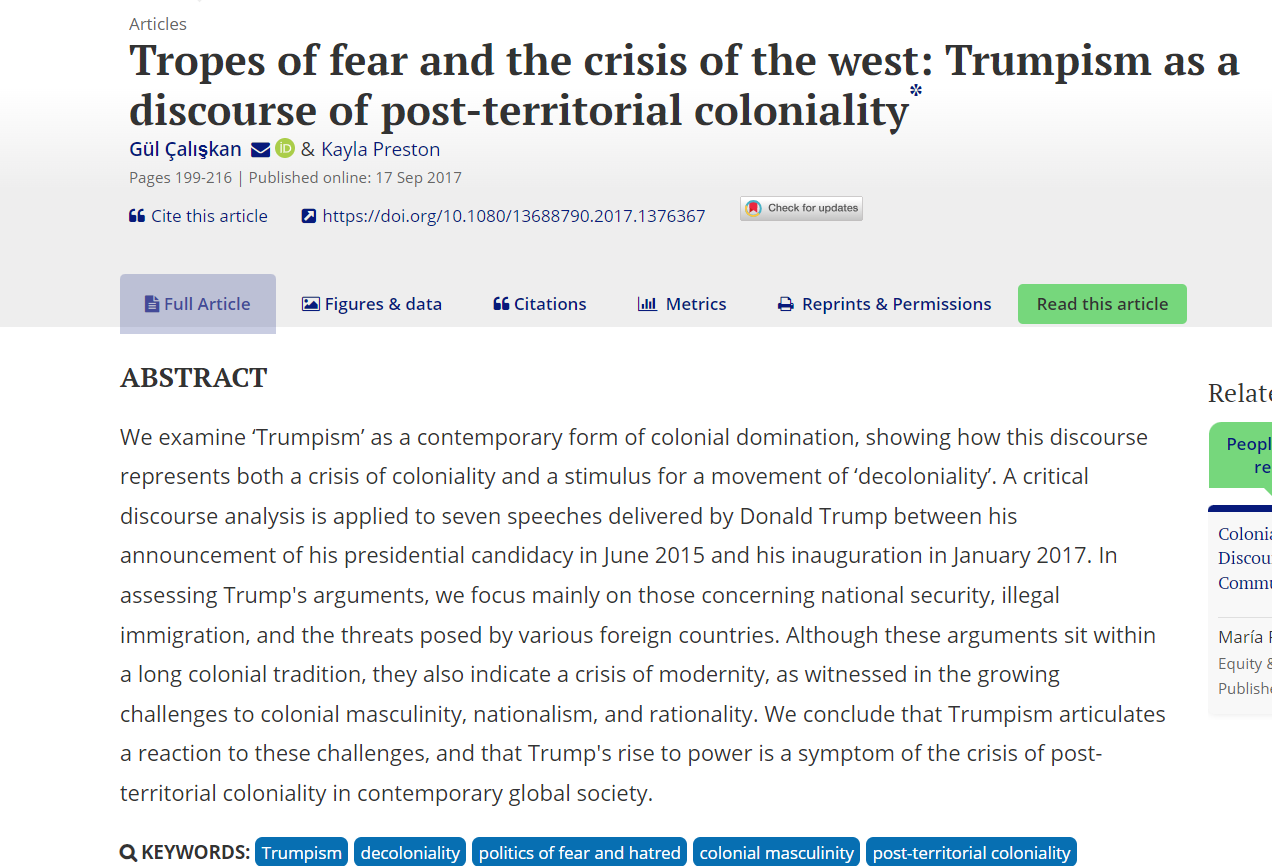 Articles
Tropes of fear and the crisis of the west: Trumpism as a
discourse of post-territorial coloniality*
Gül Çalışkan iD & Kayla Preston
Pages 199-216 | Published online: 17 Sep 2017
Cite this article https://doi.org/10.1080/13688790.2017.1376367 Check for updates
Full Article Figures & data Citations Metrics Reprints & Permissions Read this article
ABSTRACT
We examine ‘Trumpism’ as a contemporary form of colonial domination, showing how this discourse
represents both a crisis of coloniality and a stimulus for a movement of ‘decoloniality’. A critical
discourse analysis is applied to seven speeches delivered by Donald Trump between his
announcement of his presidential candidacy in June 2015 and his inauguration in January 2017. In
assessing Trump's arguments, we focus mainly on those concerning national security, illegal
immigration, and the threats posed by various foreign countries. Although these arguments sit within
a long colonial tradition, they also indicate a crisis of modernity, as witnessed in the growing
challenges to colonial masculinity, nationalism, and rationality. We conclude that Trumpism articulates
a reaction to these challenges, and that Trump's rise to power is a symptom of the crisis of post-
territorial coloniality in contemporary global society.
KEYWORDS: Trumpism decoloniality politics of fear and hatred colonial masculinity post-territorial coloniality
Relate
Peopl
re
Colonia
Discou
Commu
María
Equity &
Publishe